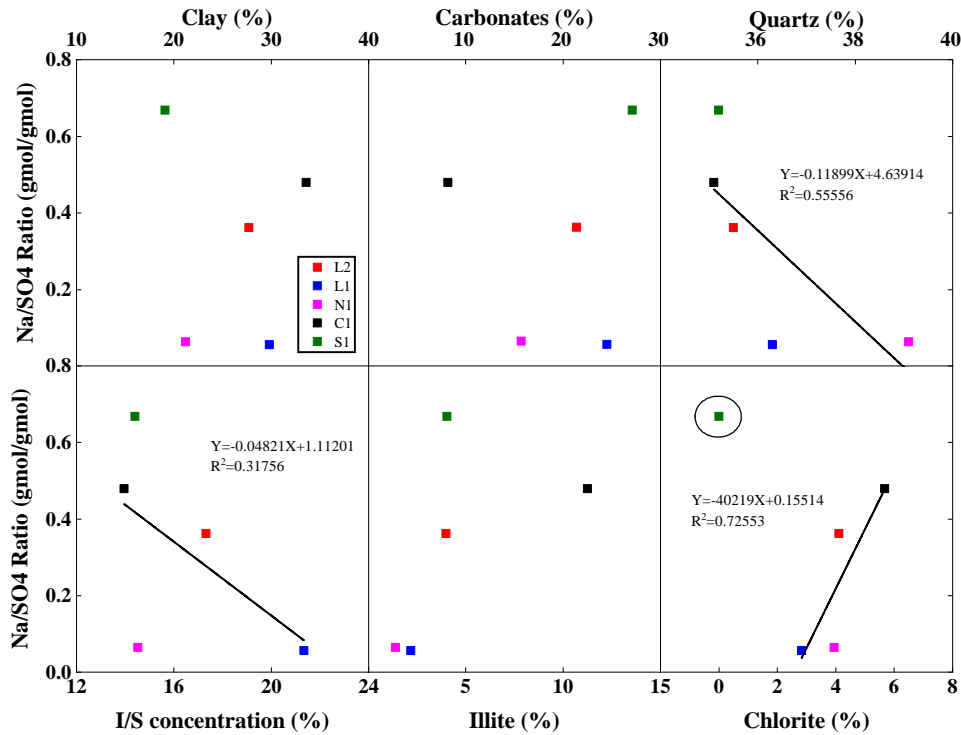 Clay (%)
Carbonates (%)
Quartz (%)
10 20 30 40 10 20 30 36 38 40
Na/SO4 Ratio (gmol/gmol)
0.8
0.6
0.4
0.2
0.8
Y=-0.11899X+4.63914
R²=0.55556
L2
L1
N1
C1
S1
Na/SO4 Ratio (gmol/gmol)
0.6
0.4
0.2
0.0
Y=-0.04821X+1.11201
R²=0.31756
Y=-40219X+0.15514
R²=0.72553
12 16 20 24 5 10 15 0 2 4 6 8
I/S concentration (%)
Illite (%)
Chlorite (%)